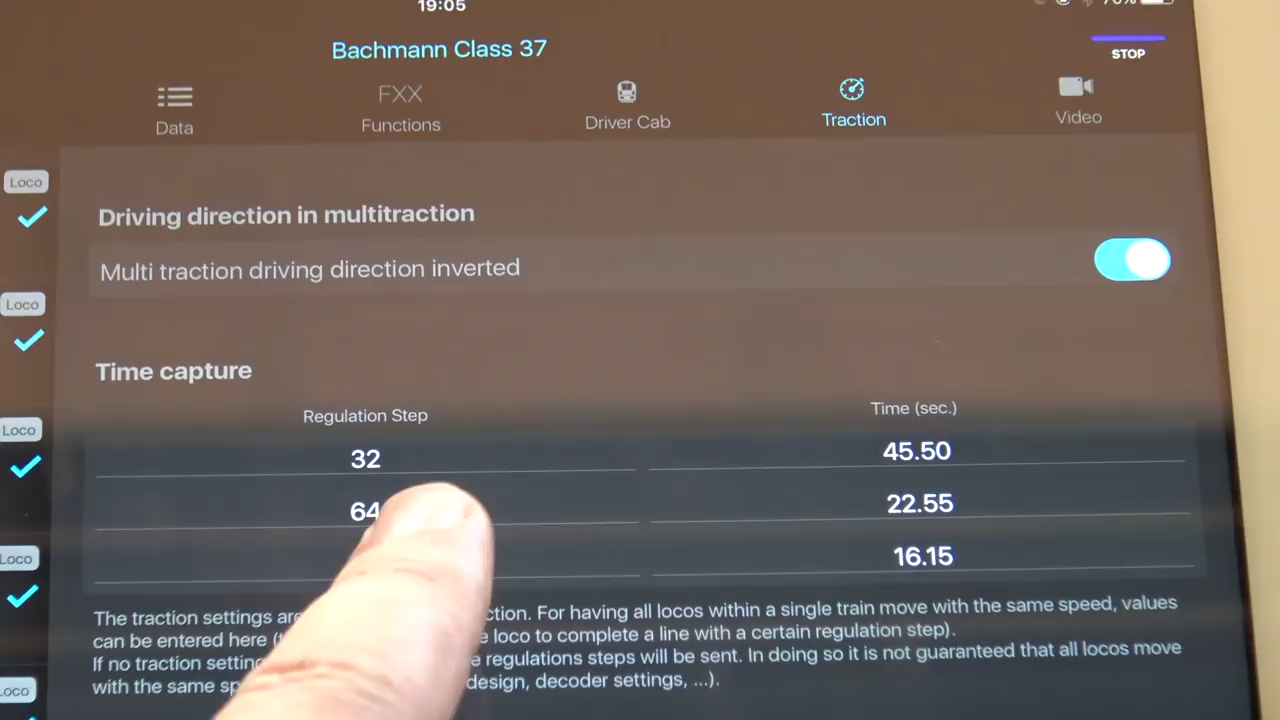 19:05
70%
Bachmann Class 37
STOP
Data
FXX
Functions
Driver Cab
Traction
Video
Loco
Driving direction in multitraction
Multi traction driving direction inverted
Loco
Time capture
Regulation Step
Time (sec.)
Loco
32
45.50
64
22.55
16.15
Loco
The traction settings are ction. For having all locos within a single train move with the same speed, values
can be entered here ( e loco to complete a line with a certain regulation step).
If no traction settin e regulations steps will be sent. In doing so it is not guaranteed that all locos move
with the same sp design, decoder settings, ...).
Loco